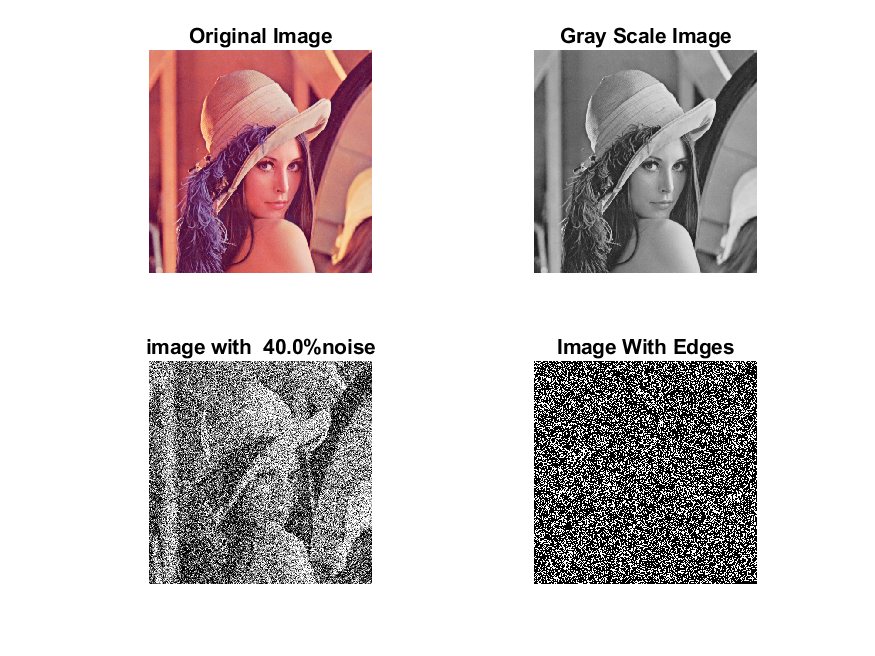 Original Image
Gray Scale Image
image with  40.0%noise
Image With Edges